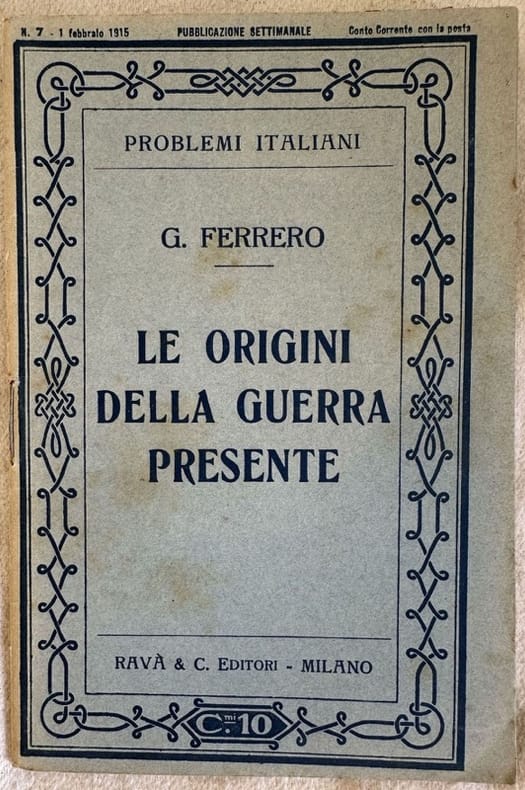 N. 7 - 1 febbraio 1915 PUBBLICAZIONE SETTIMANALE Conto Corrente con la posta
PROBLEMI ITALIANI
G. FERRERO
LE ORIGINI
DELLA GUERRA
PRESENTE
RAVÀ & C. EDITORI - MILANO
C.mi 10